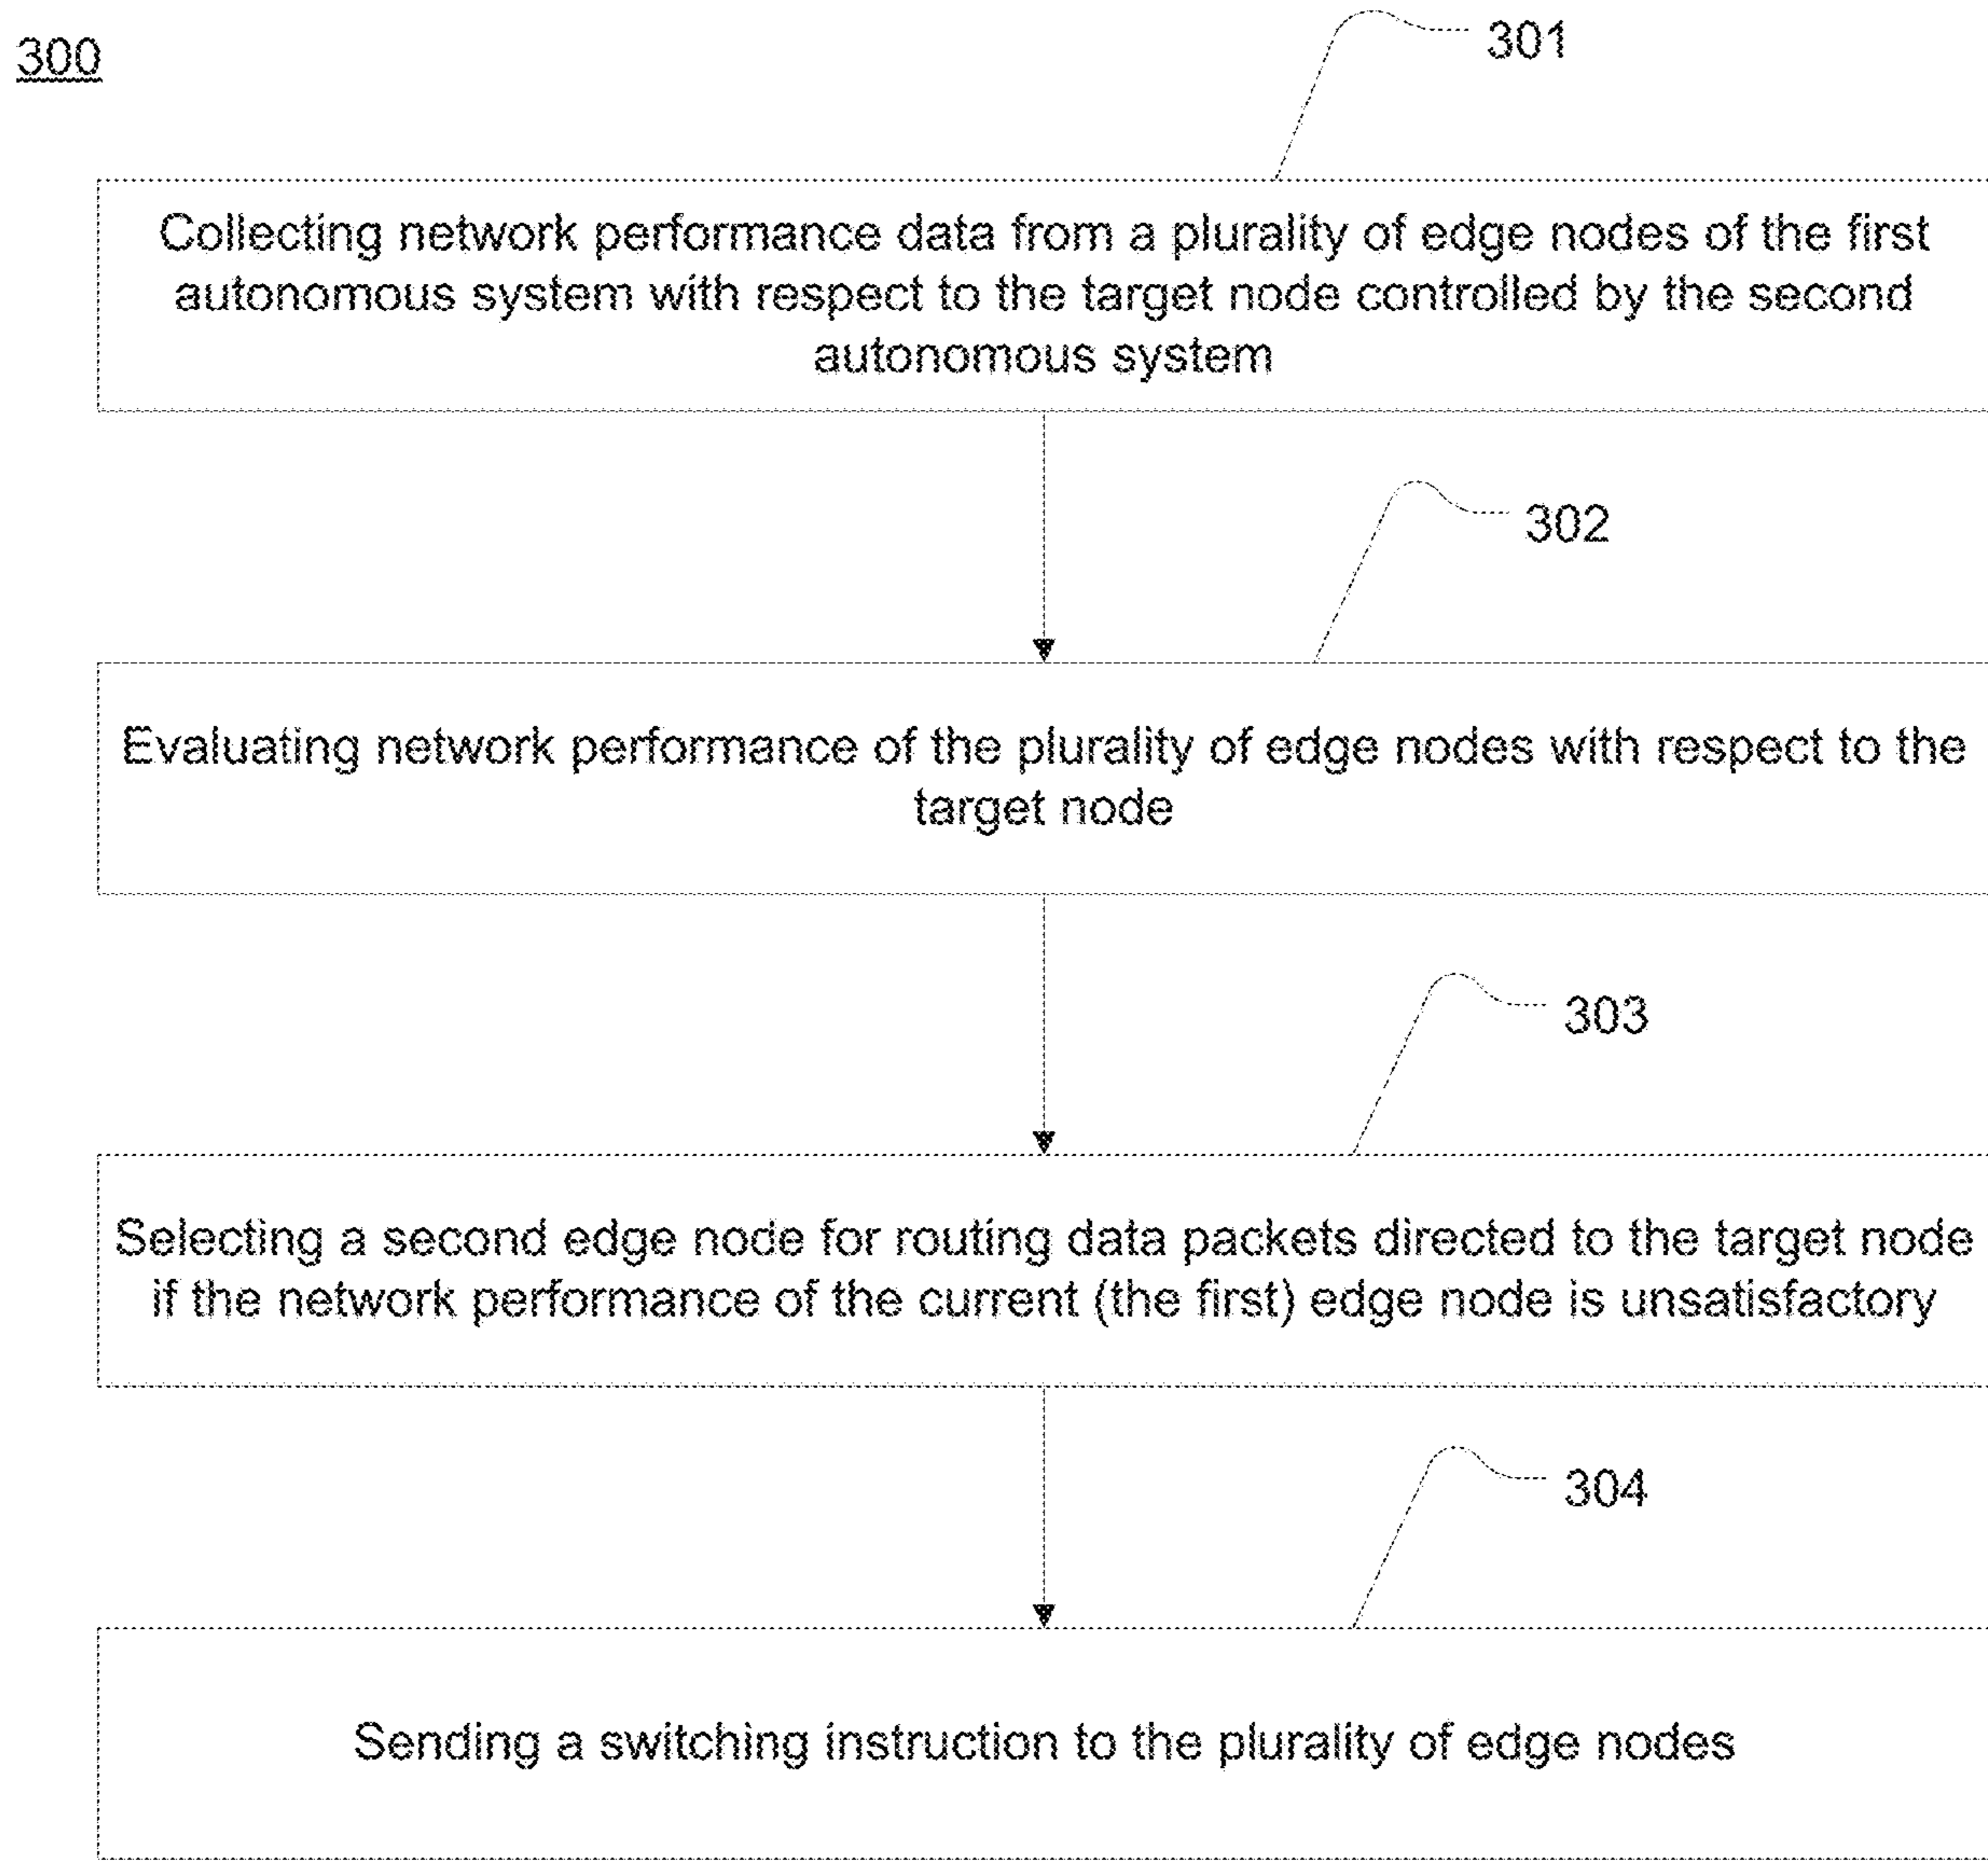 300
301
Collecting network performance data from a plurality of edge nodes of the first
autonomous system with respect to the target node controlled by the second
autonomous system
302
Evaluating network performance of the plurality of edge nodes with respect to the
target node
303
Selecting a second edge node for routing data packets directed to the target node
if the network performance of the current (the first) edge node is unsatisfactory
304
Sending a switching instruction to the plurality of edge nodes